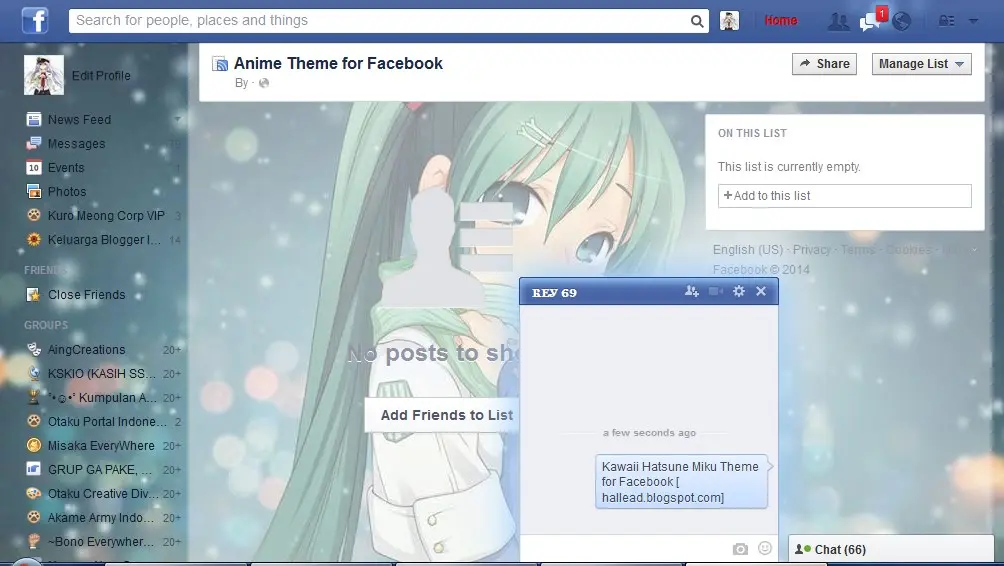 f
Search for people, places and things
Home
1
Anime Theme for Facebook
By ·
Share
Manage List
Edit Profile
News Feed
Messages
Events 1
Photos
Kuro Meong Corp VIP 3
Keluarga Blogger I... 14
FRIENDS
Close Friends
GROUPS
AingCreations 20+
KSKIO (KASIH SS... 20+
Kumpulan A... 20+
Otaku Portal Indone... 2
Misaka EveryWhere 20+
GRUP GA PAKE, ... 20+
Otaku Creative Div... 20+
Akame Army Indo... 20+
~Bono Everywher... 20+
ON THIS LIST
This list is currently empty.
+Add to this list
English (US) · Privacy · Terms · Cookies ·
Facebook © 2014
No posts to sho
Add Friends to List
REY 69
a few seconds ago
Kawaii Hatsune Miku Theme
for Facebook [
hallead.blogspot.com]
Chat (66)